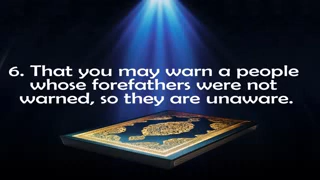 6. That you may warn a people
whose forefathers were not
warned, so they are unaware.